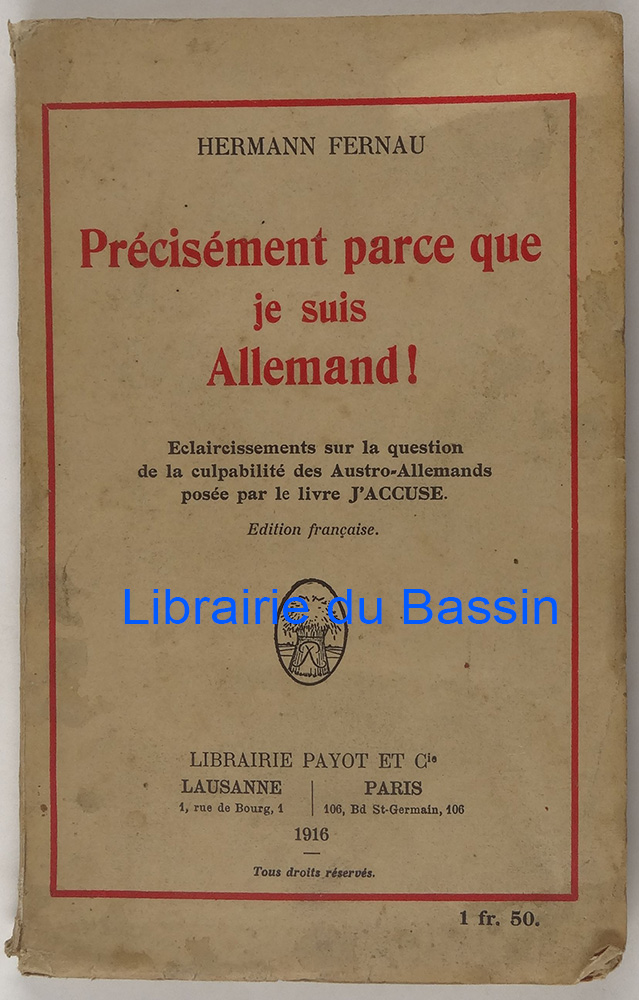 HERMANN FERNAU
Précisément parce que
je suis
Allemand !
Eclaircissements sur la question
de la culpabilité des Austro-Allemands
posée par le livre J'ACCUSE.
Edition française.
Librairie du Bassin
LIBRAIRIE PAYOT ET Cie
LAUSANNE | PARIS
1, rue de Bourg, 1 | 106, Bd St-Germain, 106
1916
Tous droits réservés.
1 fr. 50.